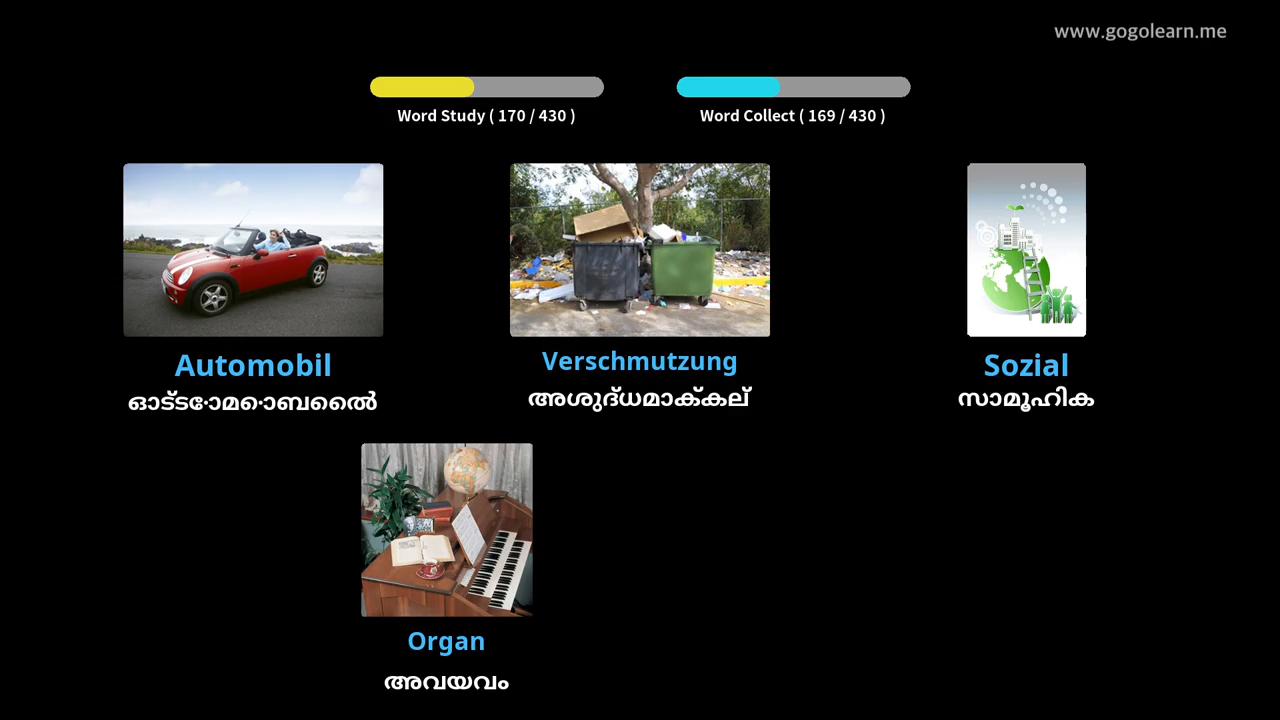 www.gogolearn.me
Word Study ( 170 / 430 )
Word Collect ( 169 / 430 )
Automobil
Verschmutzung
Sozial
ഓട്ടോമൊബൈൽ
അശുദ്ധമാക്കല്
സാമൂഹിക
Organ
അവയവം